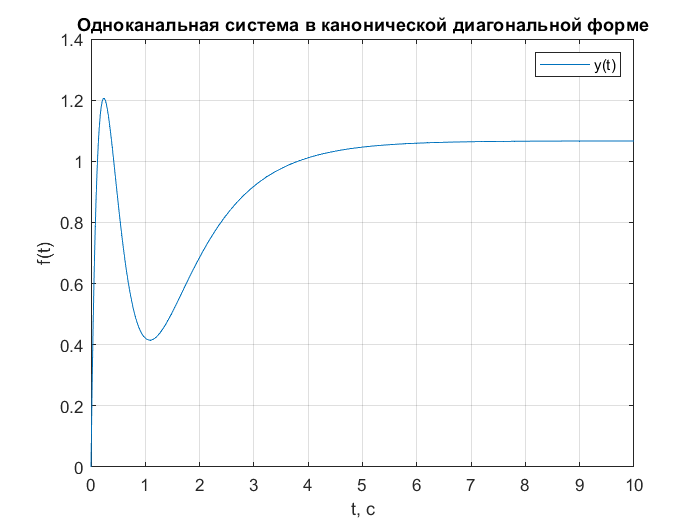 Одноканальная система в канонической диагональной форме
1.4
1.2
1
0.8
0.6
0.4
0.2
0
f(t)
y(t)
0 1 2 3 4 5 6 7 8 9 10
t, c